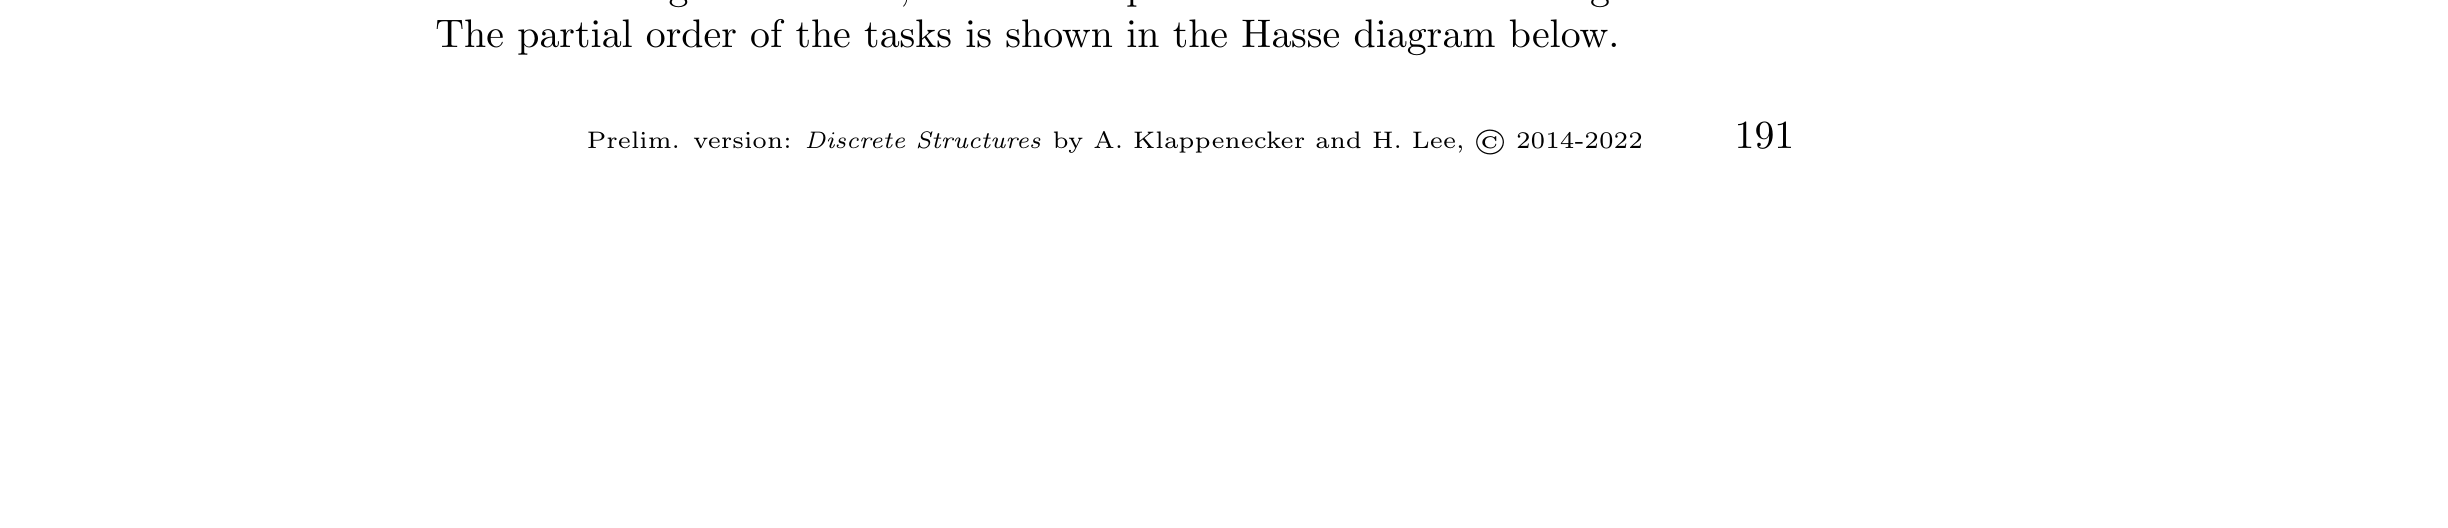 The partial order of the tasks is shown in the Hasse diagram below.
Prelim. version: Discrete Structures by A. Klappenecker and H. Lee, © 2014-2022 191